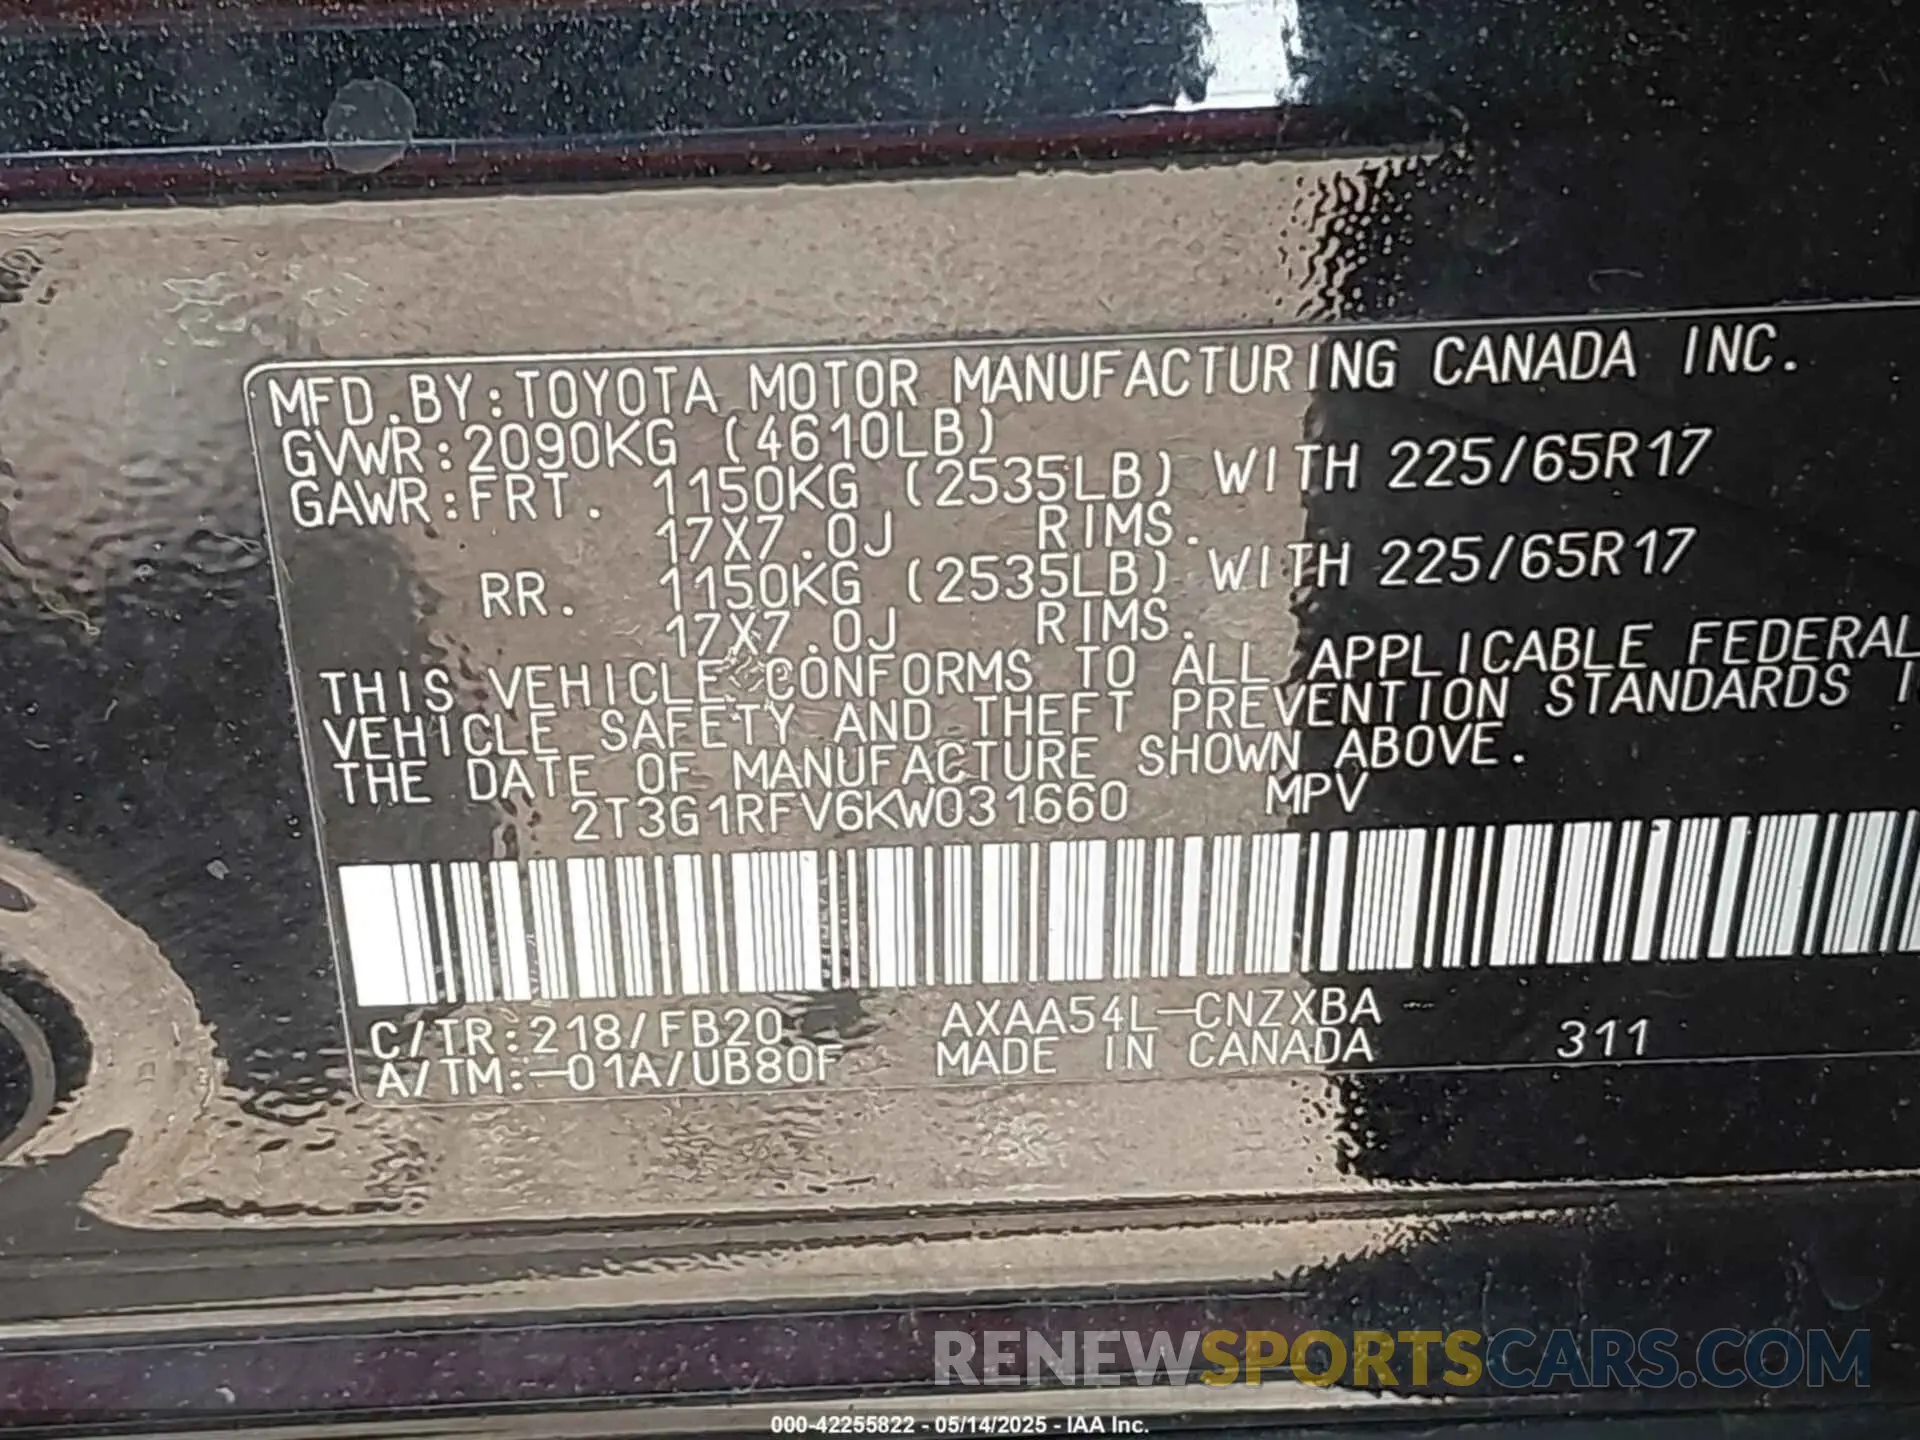 MFD.BY:TOYOTA MOTOR MANUFACTURING CANADA INC.
GVWR:2090KG (4610LB)
GAWR:FRT. 1150KG (2535LB) WITH 225/65R17
17X7.0J RIMS.
RR. 1150KG (2535LB) WITH 225/65R17
17X7.0J RIMS.
THIS VEHICLE CONFORMS TO ALL APPLICABLE FEDERAL
VEHICLE SAFETY AND THEFT PREVENTION STANDARDS
THE DATE OF MANUFACTURE SHOWN ABOVE.
2T3G1RFV6KW031660 MPV
C/TR:218/FB20 AXAA54L-CNZXBA
A/TM:-01A/UB80F MADE IN CANADA 311
RENEWSPORTSCARS.COM
000-42255822 - 05/14/2025 - IAA Inc.